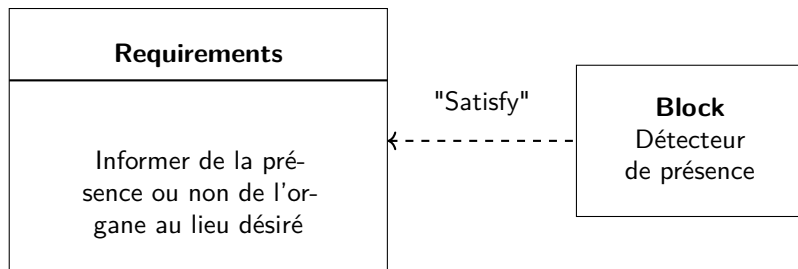 Requirements
Informer de la pré-
sence ou non de l'or-
gane au lieu désiré
"Satisfy"
Block
Détecteur
de présence